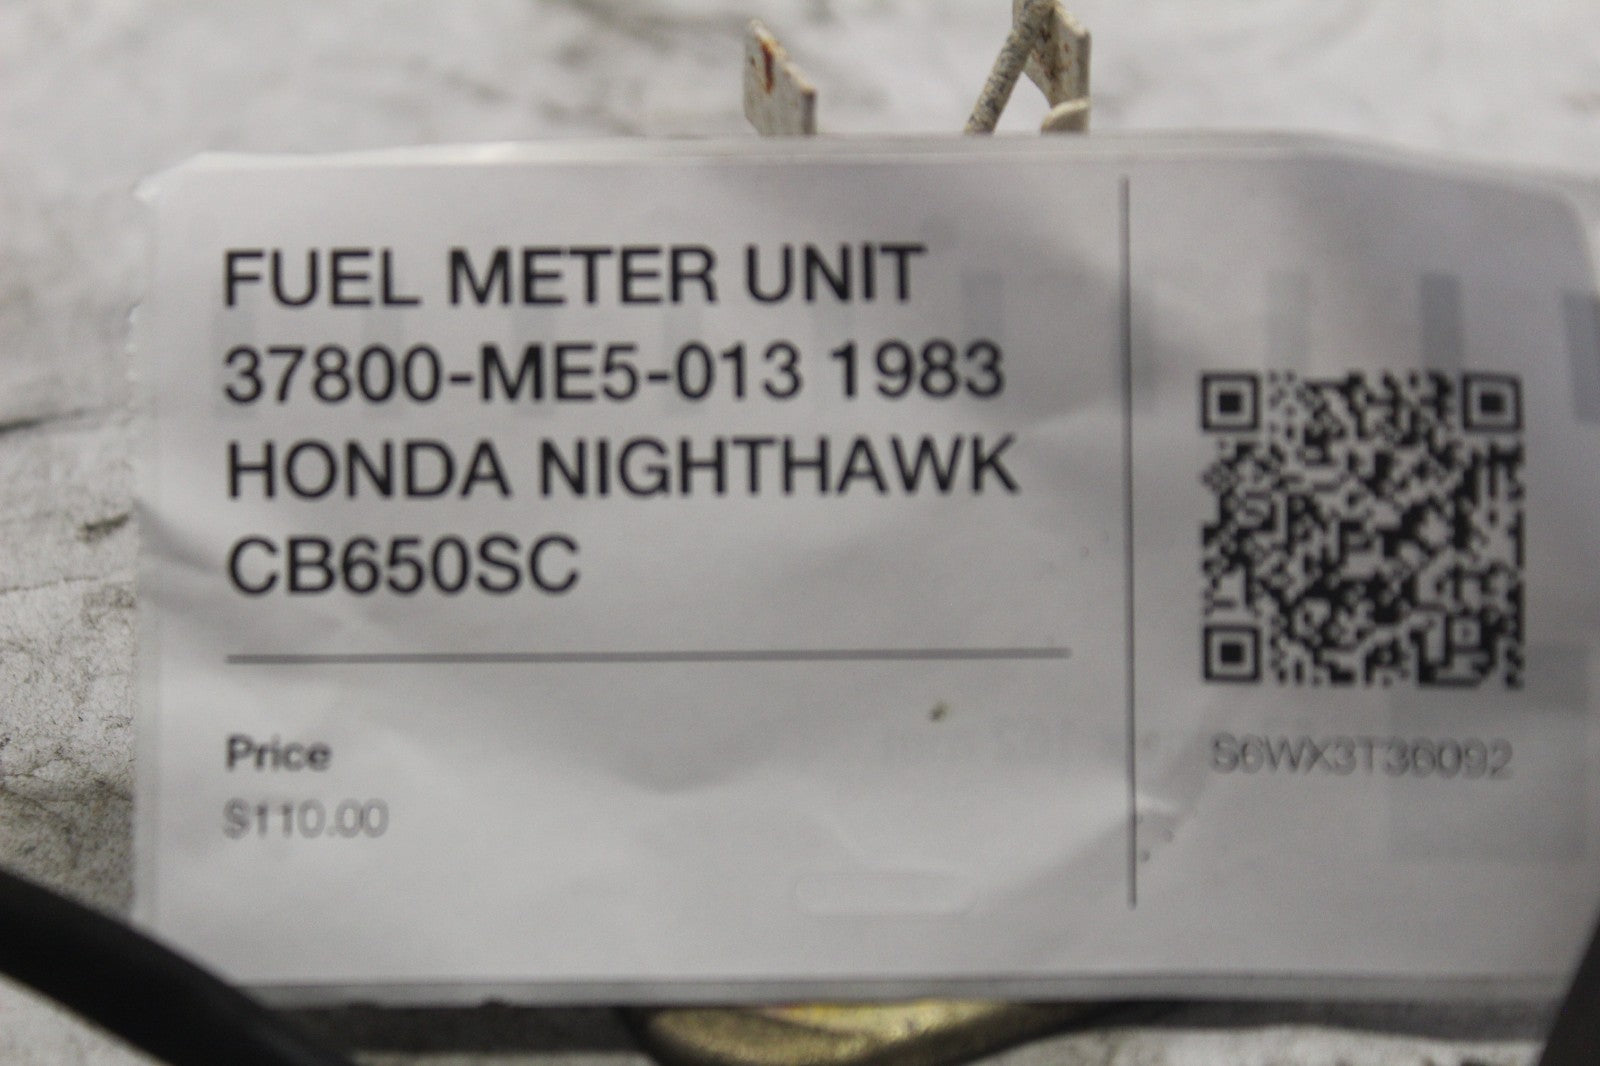 FUEL METER UNIT
37800-ME5-013 1983
HONDA NIGHTHAWK
CB650SC
Price
$110.00
S6WX3T36092